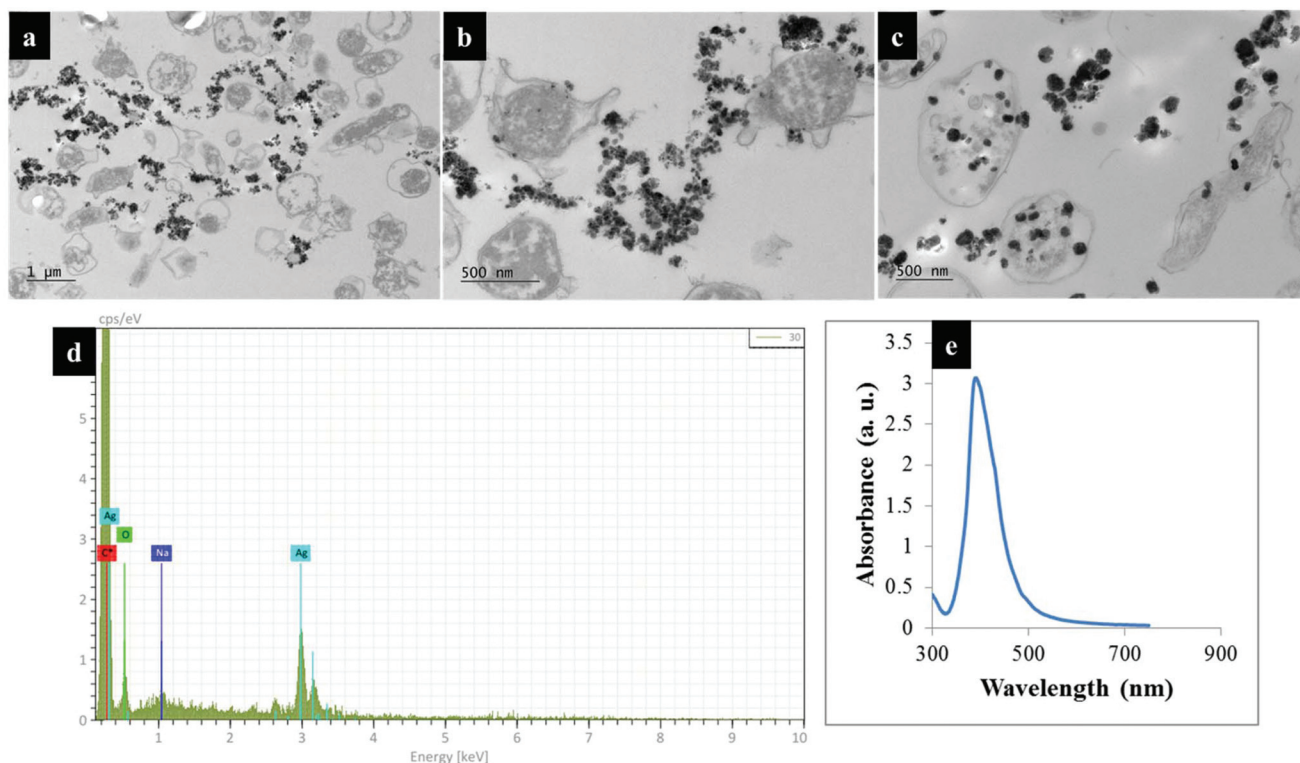 a
b
c
1 µm
500 nm
500 nm
d
cps/eV
30
5
4
3
2
1
0
Ag
O
C*
Na
Ag
1 2 3 4 5 6 7 8 9 10
Energy [keV]
e
Absorbance (a. u.)
3.5
3
2.5
2
1.5
1
0.5
0
300 500 700 900
Wavelength (nm)